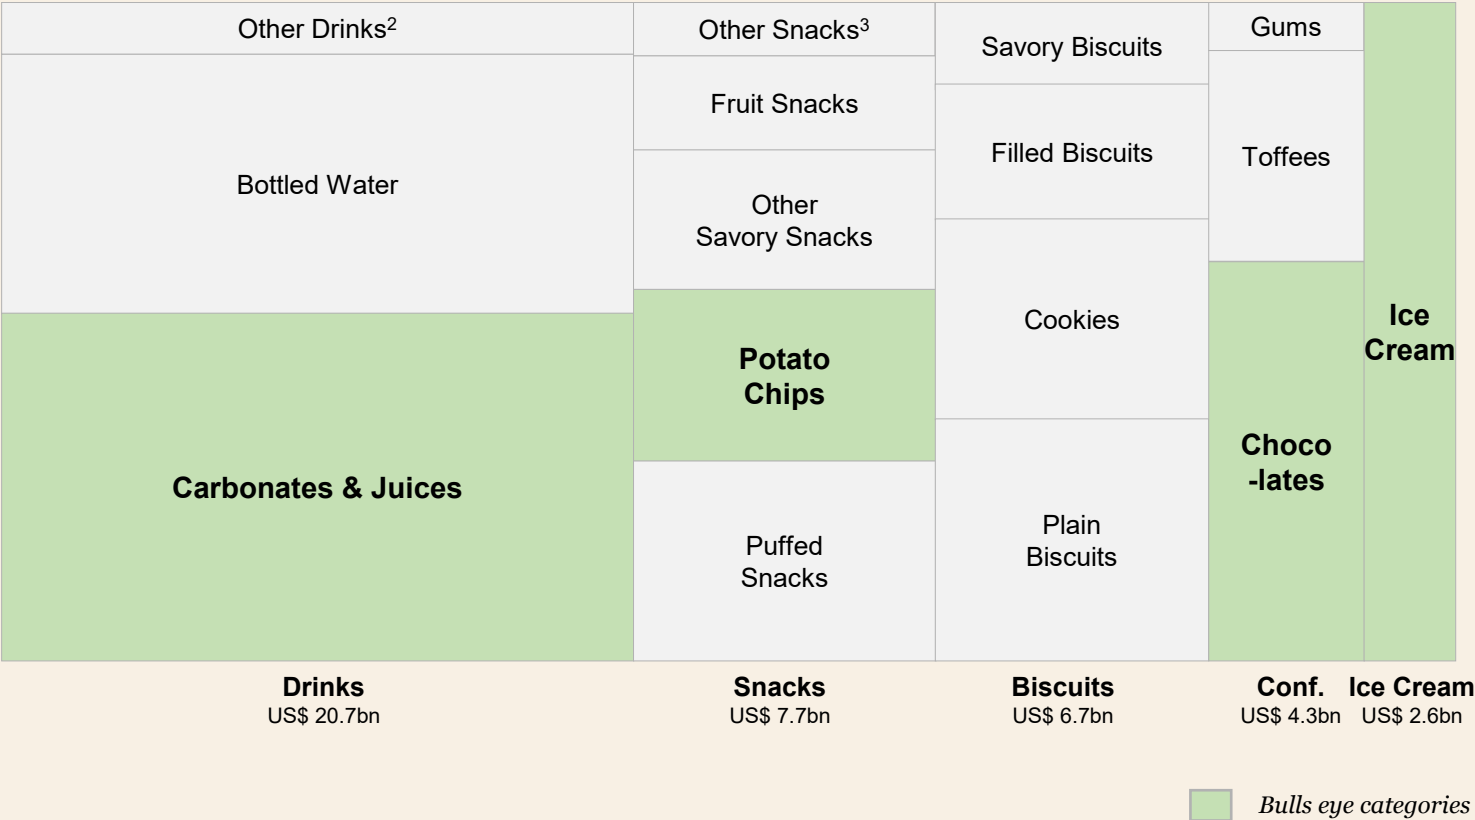 Other Drinks²
Bottled Water
Carbonates & Juices
Other Snacks³
Fruit Snacks
Other
Savory Snacks
Potato
Chips
Puffed
Snacks
Savory Biscuits
Filled Biscuits
Cookies
Plain
Biscuits
Gums
Toffees
Choco
-lates
Ice
Cream
Drinks
US$ 20.7bn
Snacks
US$ 7.7bn
Biscuits
US$ 6.7bn
Conf.
US$ 4.3bn
Ice Cream
US$ 2.6bn
Bulls eye categories